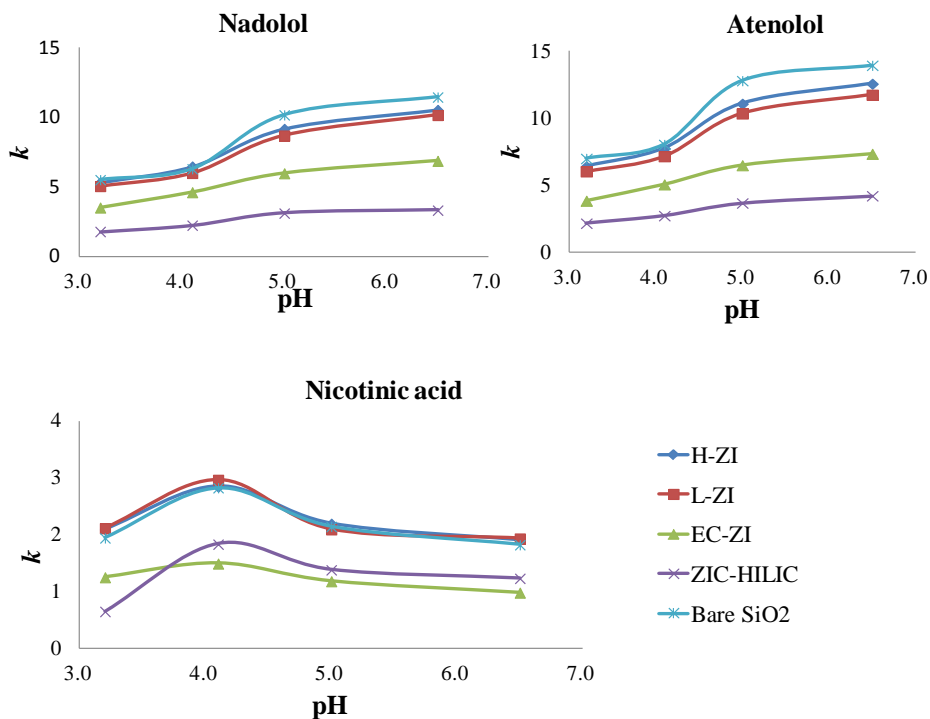 Nadolol
15
10
5
0
k
3.0 4.0 5.0 6.0 7.0
pH
Atenolol
15
10
5
0
k
3.0 4.0 5.0 6.0 7.0
pH
Nicotinic acid
4
3
2
1
0
k
3.0 4.0 5.0 6.0 7.0
pH
H-ZI
L-ZI
EC-ZI
ZIC-HILIC
Bare SiO2